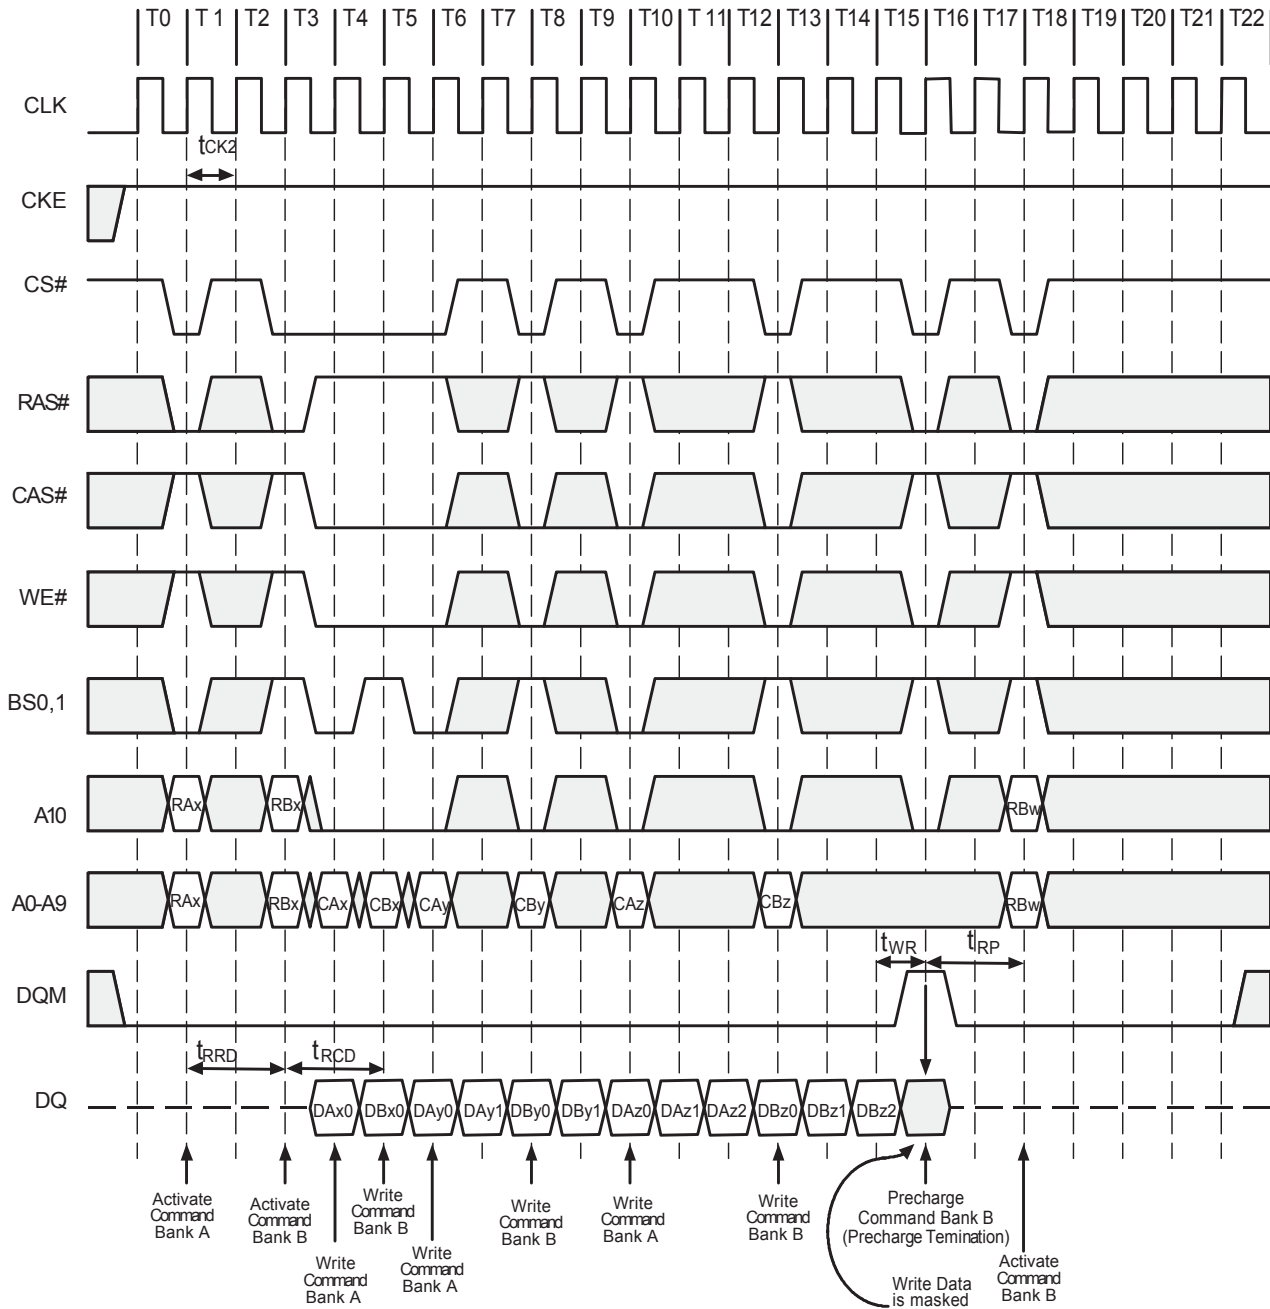 T0 T 1 T2 T3 T4 T5 T6 T7 T8 T9 T10 T 11 T12 T13 T14 T15 T16 T17 T18 T19 T20 T21 T22
CLK
tCK2
CKE
CS#
RAS#
CAS#
WE#
BS0,1
A10
RAx RBx RBw
A0-A9
RAx RBx CAx CBx CAy CBy CAz CBz RBw
tWR tRP
DQM
tRRD tRCD
DQ
DAx0 DBx0 DAy0 DAy1 DBy0 DBy1 DAz0 DAz1 DAz2 DBz0 DBz1 DBz2
Activate
Command
Bank A
Activate
Command
Bank B
Write
Command
Bank A
Write
Command
Bank B
Write
Command
Bank A
Write
Command
Bank B
Write
Command
Bank A
Write
Command
Bank B
Precharge
Command Bank B
(Precharge Temination)
Write Data
is masked
Activate
Command
Bank B